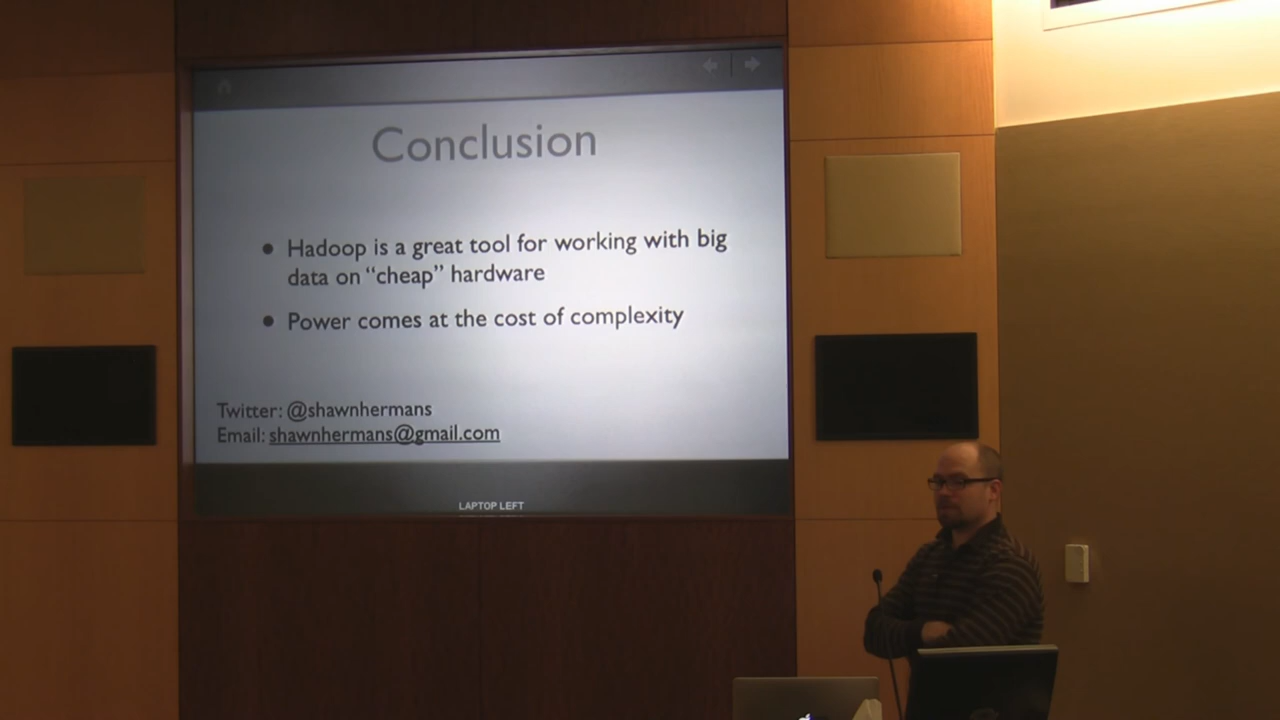 Conclusion
● Hadoop is a great tool for working with big
data on “cheap” hardware
● Power comes at the cost of complexity
Twitter: @shawnhermans
Email: shawnhermans@gmail.com
LAPTOP LEFT